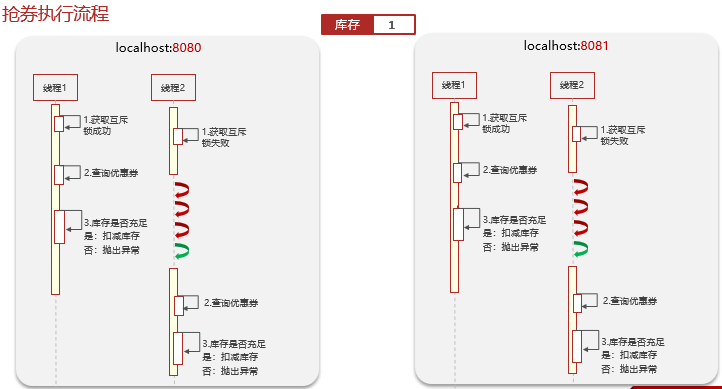 抢券执行流程
库存 1
localhost:8080
线程1
线程2
1.获取互斥
锁成功
1.获取互斥
锁失败
2.查询优惠券
3.库存是否充足
是：扣减库存
否：抛出异常
2.查询优惠券
3.库存是否充足
是：扣减库存
否：抛出异常
localhost:8081
线程1
线程2
1.获取互斥
锁成功
1.获取互斥
锁失败
2.查询优惠券
3.库存是否充足
是：扣减库存
否：抛出异常
2.查询优惠券
3.库存是否充足
是：扣减库存
否：抛出异常